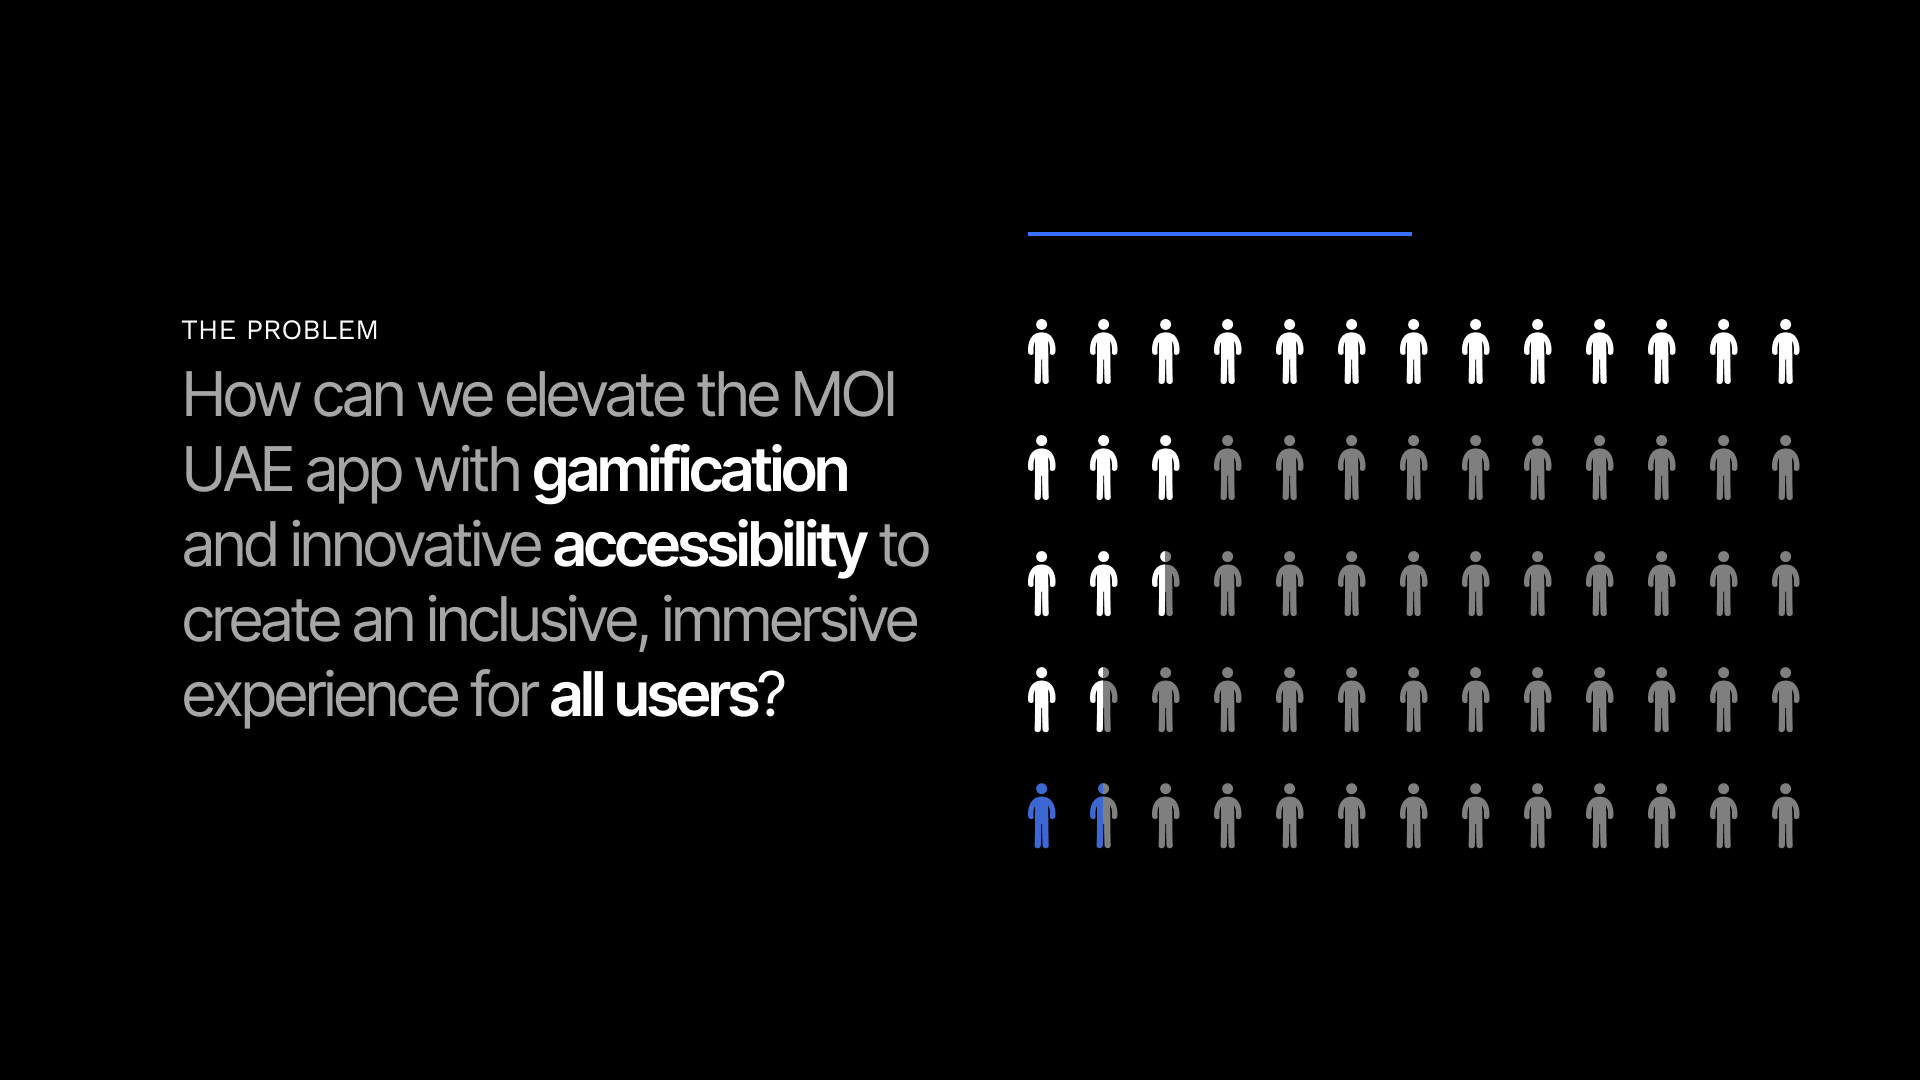 THE PROBLEM
How can we elevate the MOI
UAE app with gamification
and innovative accessibility to
create an inclusive, immersive
experience for all users?